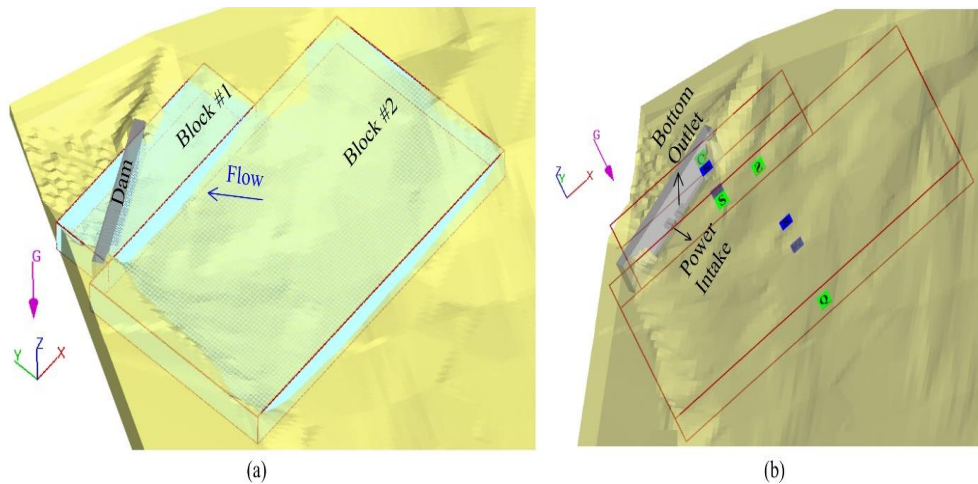 (a)
Block #1
Block #2
Dam
Flow
G
Z
Y
X
(b)
Bottom
Outlet
Power
Intake
G
Z
Y
X
S
S
Q